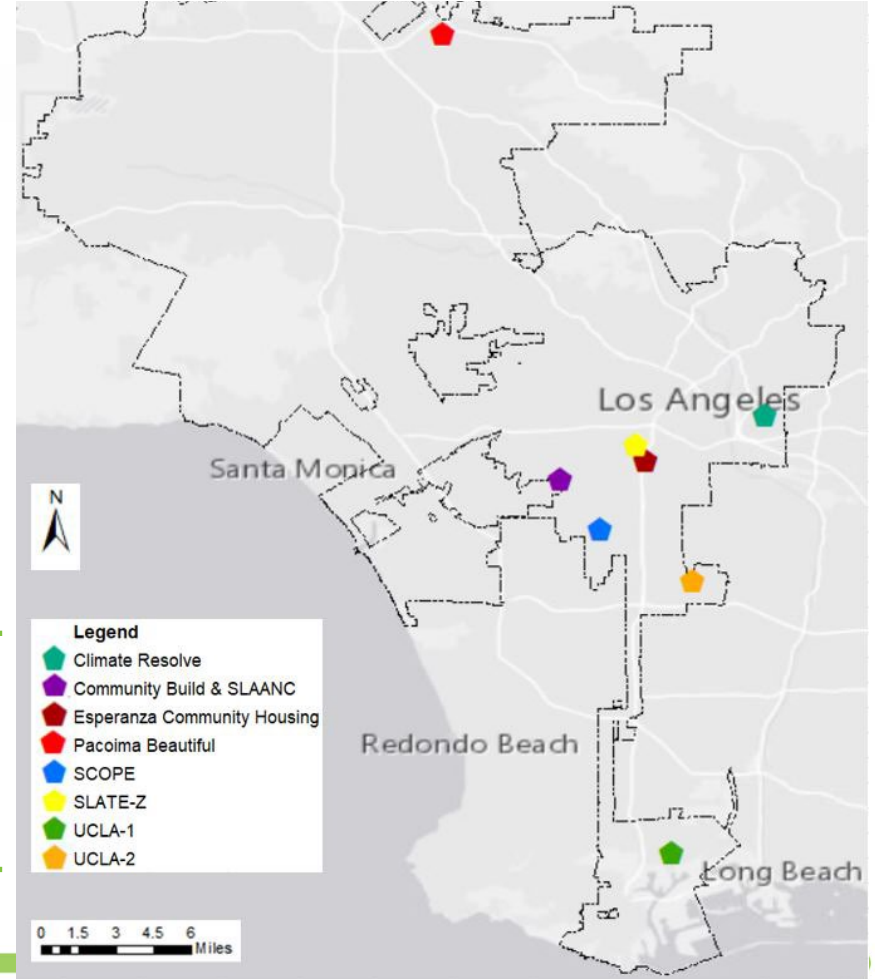 Los Angeles
Santa Monica
N
Legend
Climate Resolve
Community Build & SLAANC
Esperanza Community Housing
Pacoima Beautiful
SCOPE
SLATE-Z
UCLA-1
UCLA-2
Redondo Beach
Long Beach
0 1.5 3 4.5 6
Miles